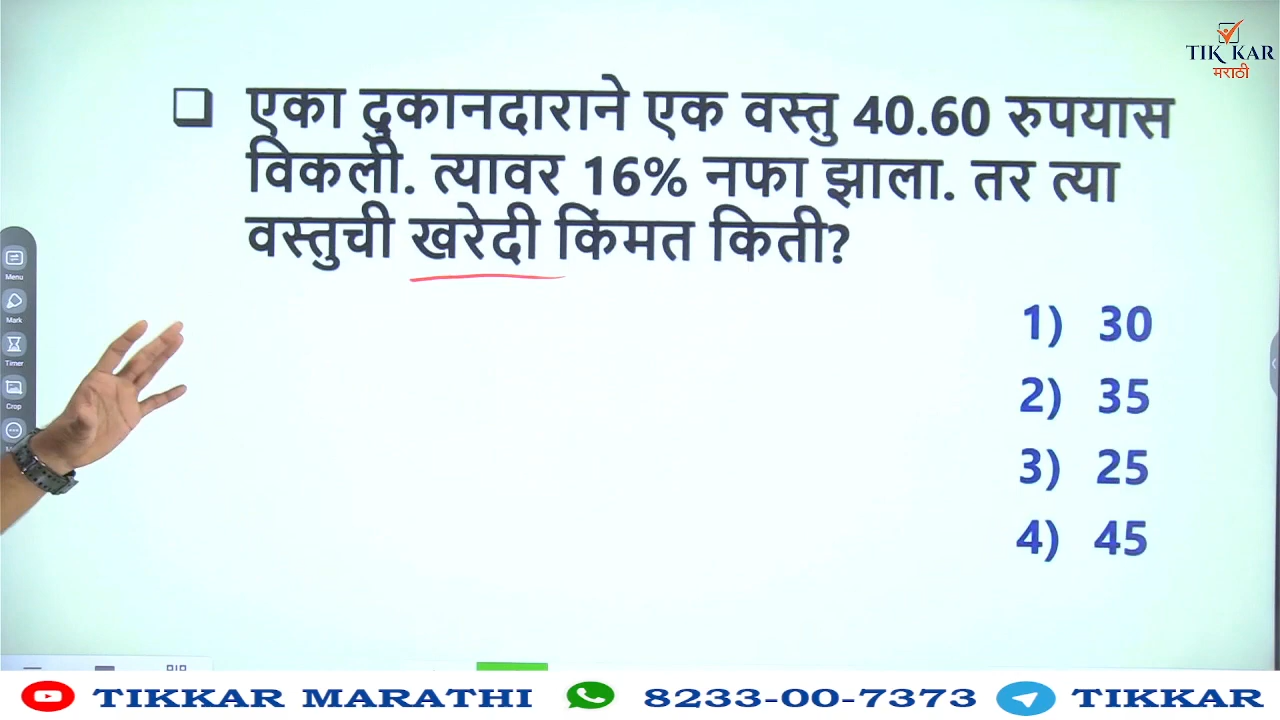 TIK KAR
मराठी
❑ एका दुकानदाराने एक वस्तु 40.60 रुपयास
विकली. त्यावर 16% नफा झाला. तर त्या
वस्तुची खरेदी किंमत किती?
1) 30
2) 35
3) 25
4) 45
Menu
Mark
Timer
Crop
TIKKAR MARATHI 8233-00-7373 TIKKAR